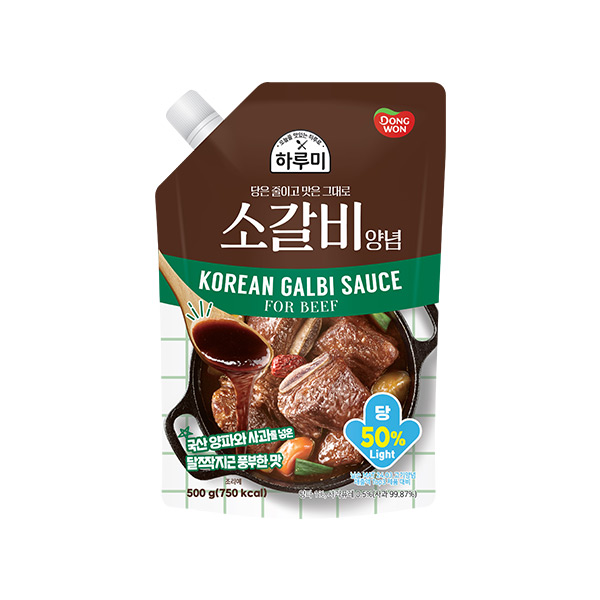 DONG
WON
오늘을 맛있는 하루로
하루미
당은 줄이고 맛은 그대로
소갈비 양념
KOREAN GALBI SAUCE
FOR BEEF
당
50%
Light
국산 양파와 사과를 넣은
달짝지근 풍부한 맛
조리예
500 g(750 kcal)